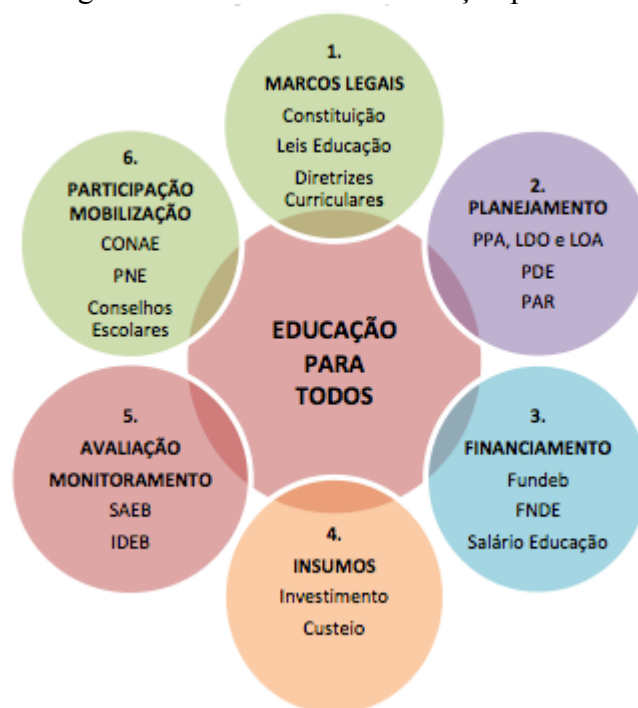 1.
MARCOS LEGAIS
Constituição
Leis Educação
Diretrizes
Curriculares
2.
PLANEJAMENTO
PPA, LDO e LOA
PDE
PAR
3.
FINANCIAMENTO
Fundeb
FNDE
Salário Educação
4.
INSUMOS
Investimento
Custeio
5.
AVALIAÇÃO
MONITORAMENTO
SAEB
IDEB
6.
PARTICIPAÇÃO
MOBILIZAÇÃO
CONAE
PNE
Conselhos
Escolares
EDUCAÇÃO
PARA
TODOS